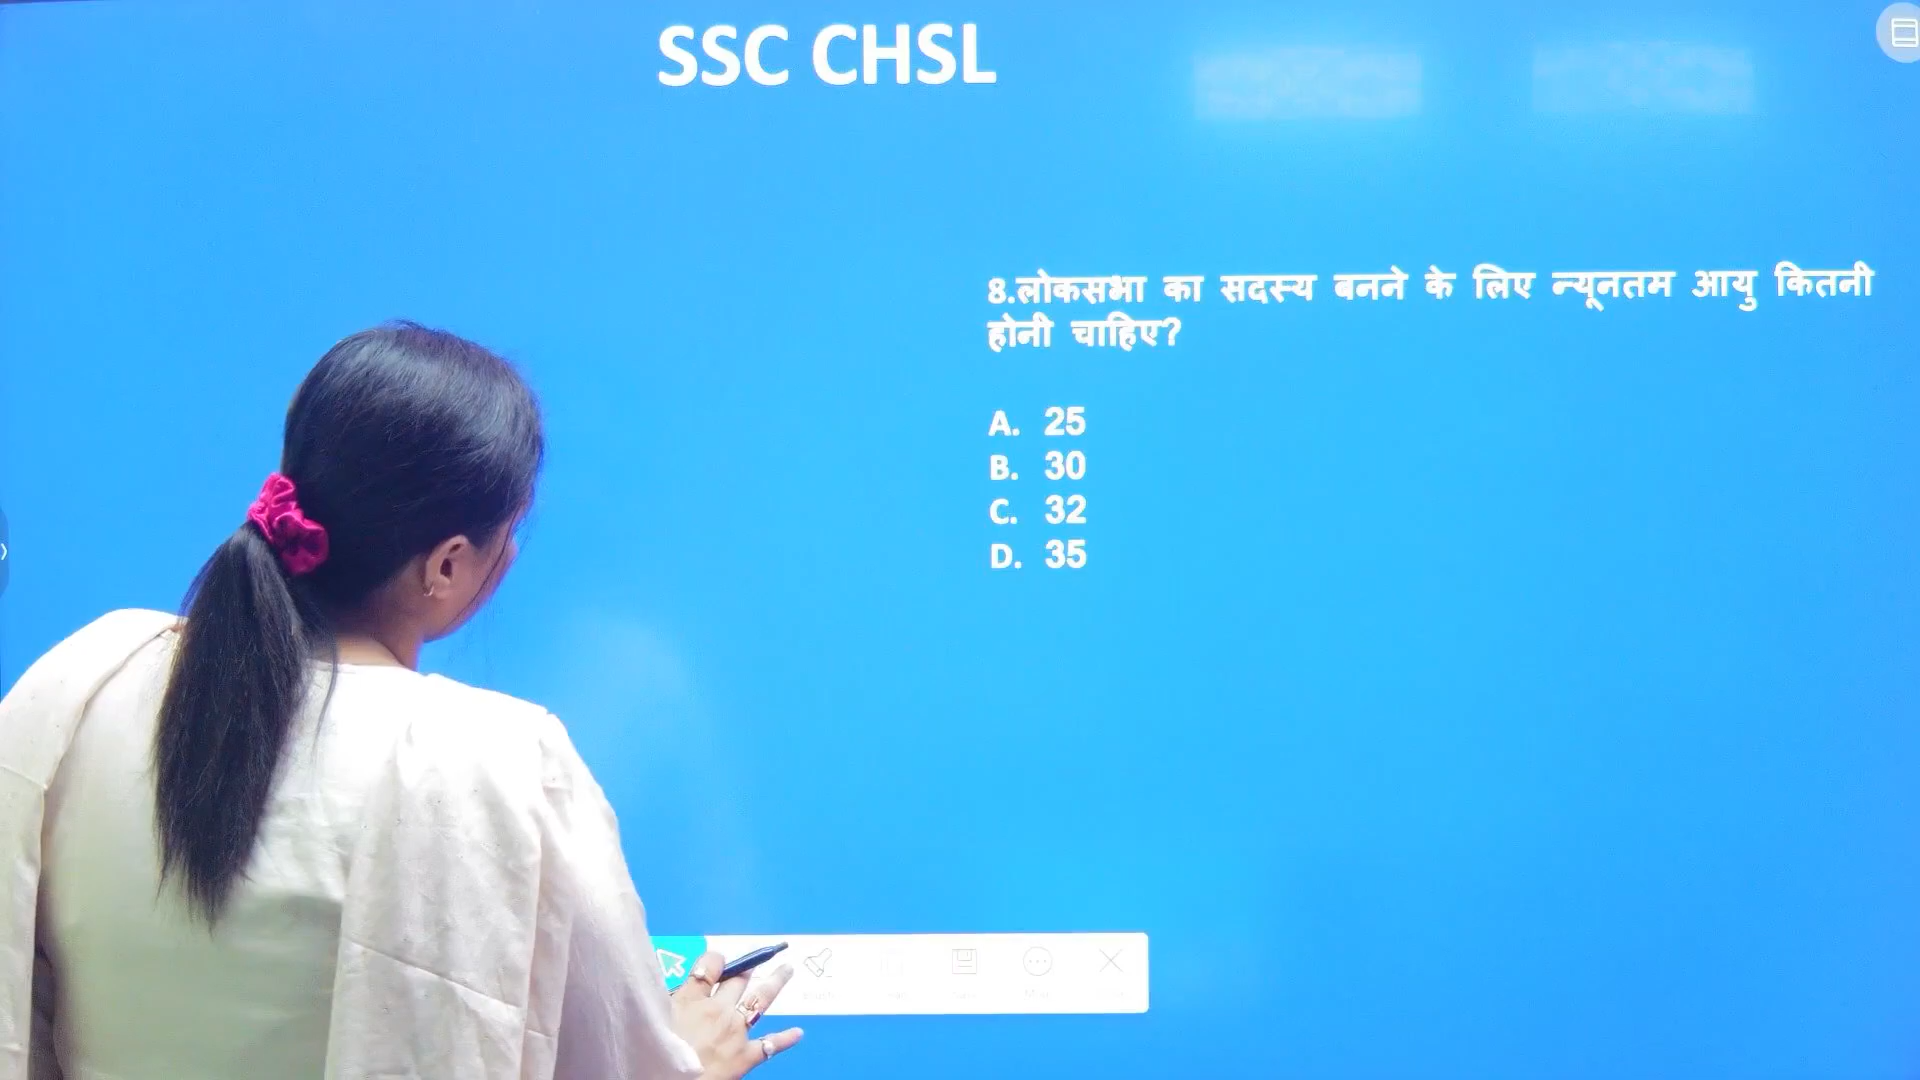 SSC CHSL
8.लोकसभा का सदस्य बनने के लिए न्यूनतम आयु कितनी
होनी चाहिए?
A. 25
B. 30
C. 32
D. 35